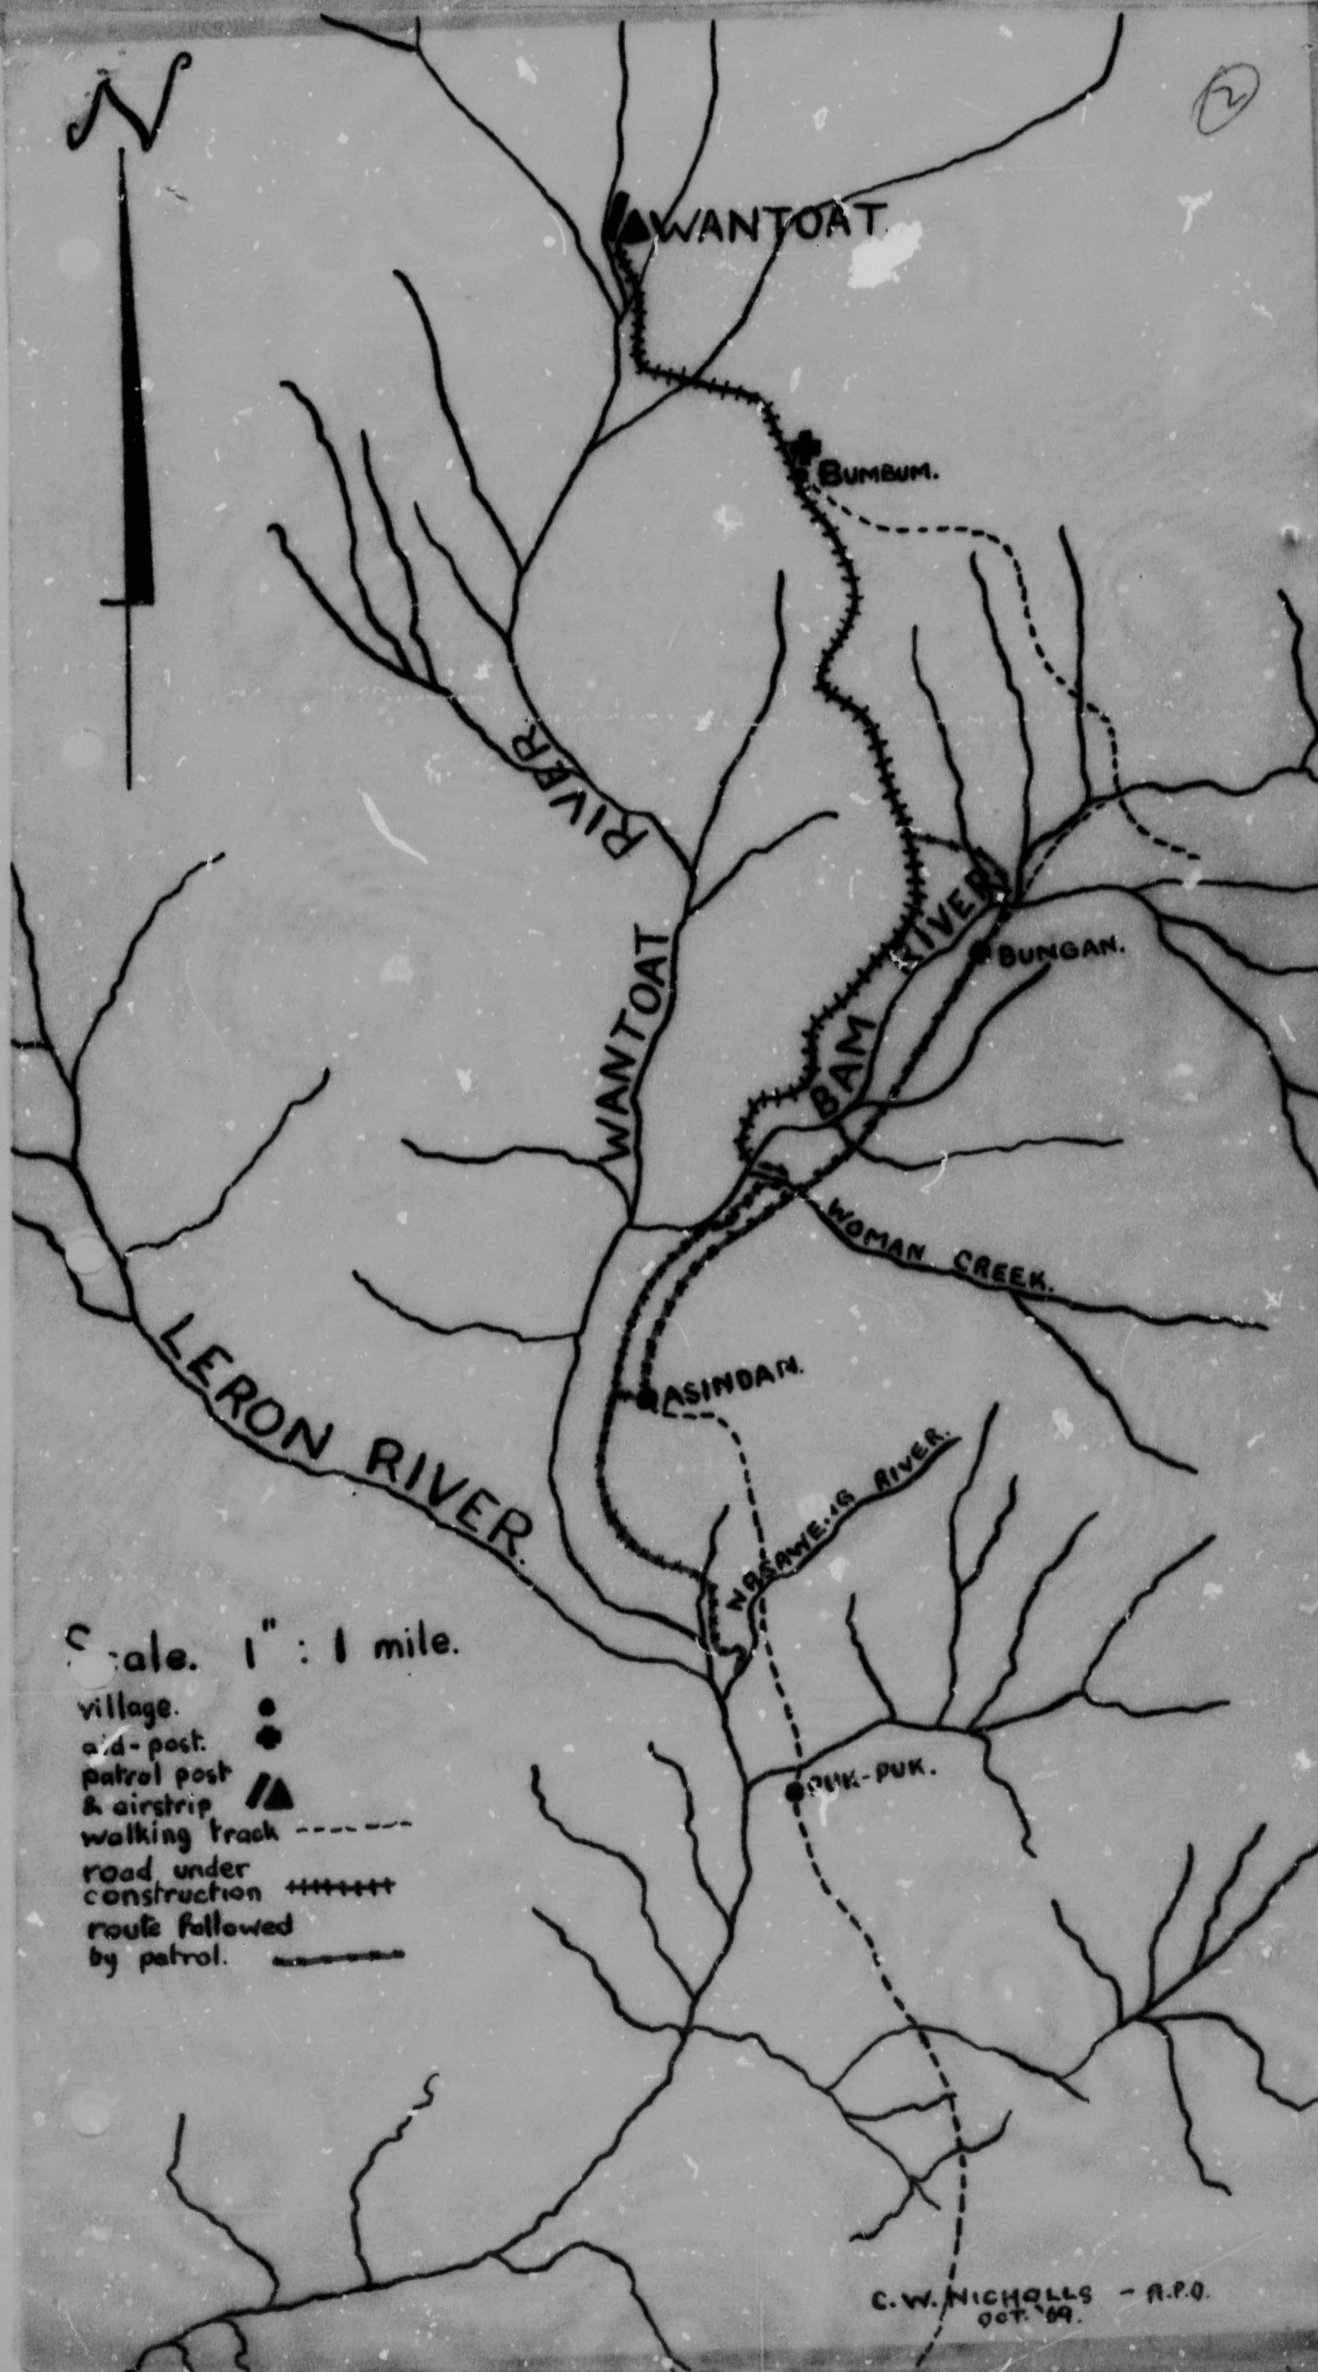 N
2
WANTOAT.
BUMBUM.
WANTOAT RIVER
BAM RIVER
BUNGAN.
WOMAN CREEK.
LERON RIVER.
ASINDAN.
RIVER.
PUK-PUK.
Scale. 1" : 1 mile.
village.
aid-post.
patrol post
& airstrip
walking track
road under
construction
route followed
by patrol.
C.W. NICHOLLS - A.P.O.
OCT. '69.